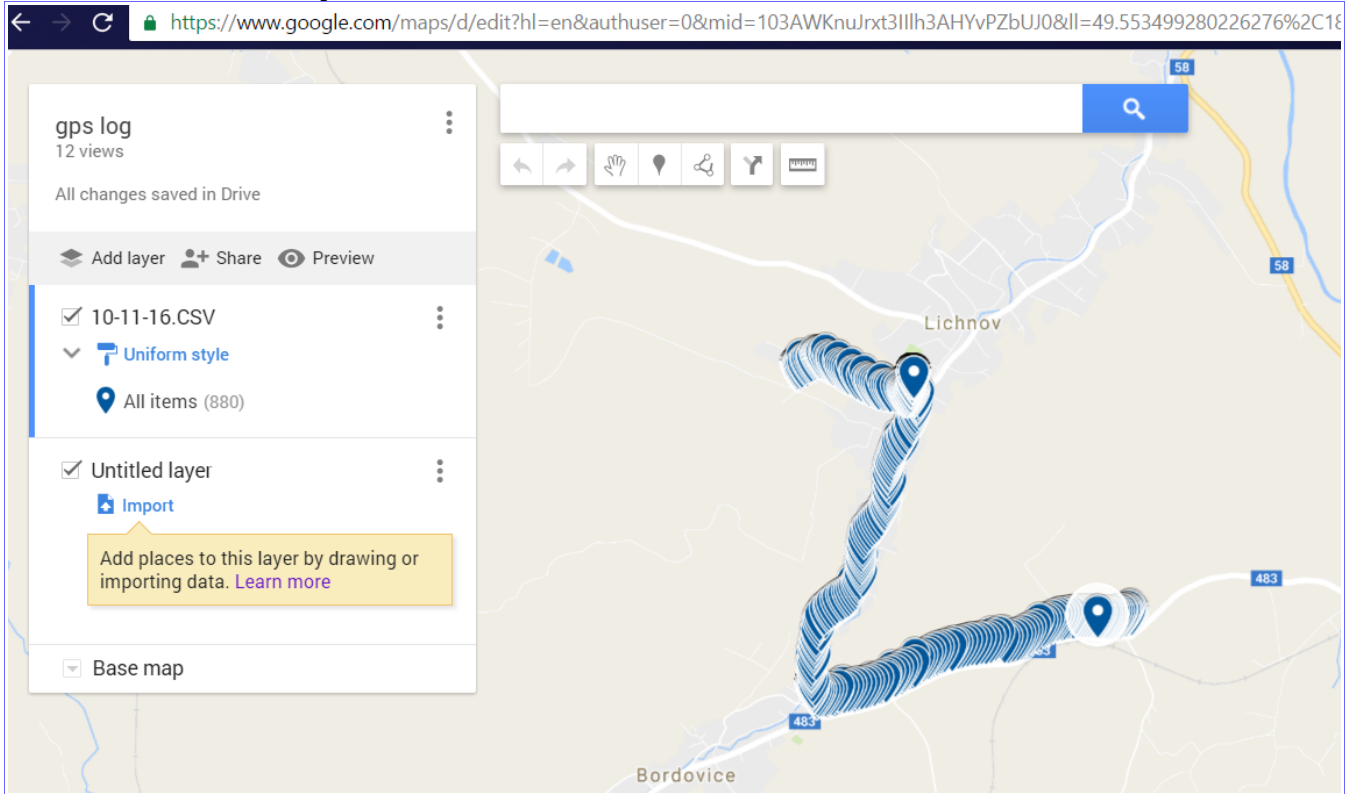 https://www.google.com/maps/d/edit?hl=en&authuser=0&mid=103AWKnuJrxt3IIlh3AHYvPZbUJ0&ll=49.553499280226276%2C18
58
gps log
12 views
All changes saved in Drive
Add layer Share Preview
58
10-11-16.CSV
Uniform style
All items (880)
Lichnov
Untitled layer
Import
Add places to this layer by drawing or
importing data. Learn more
483
Base map
483
Bordovice